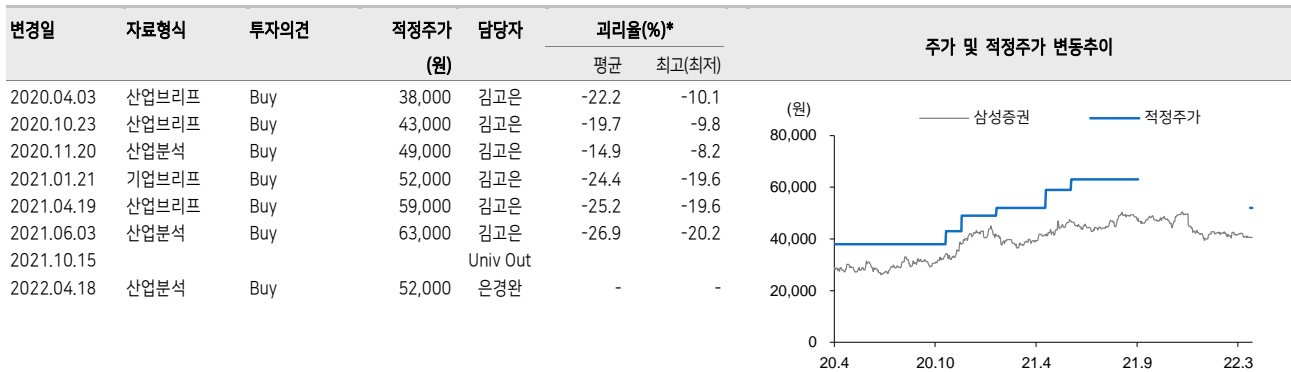 변경일 자료형식 투자의견 적정주가 담당자 괴리율(%)* 주가 및 적정주가 변동추이
(원) 평균 최고(최저)
2020.04.03 산업브리프 Buy 38,000 김고은 -22.2 -10.1
2020.10.23 산업브리프 Buy 43,000 김고은 -19.7 -9.8
2020.11.20 산업분석 Buy 49,000 김고은 -14.9 -8.2
2021.01.21 기업브리프 Buy 52,000 김고은 -24.4 -19.6
2021.04.19 산업브리프 Buy 59,000 김고은 -25.2 -19.6
2021.06.03 산업분석 Buy 63,000 김고은 -26.9 -20.2
2021.10.15 Univ Out
2022.04.18 산업분석 Buy 52,000 은경완 - -
(원) 삼성증권 적정주가
80,000
60,000
40,000
20,000
0
20.4 20.10 21.4 21.9 22.3